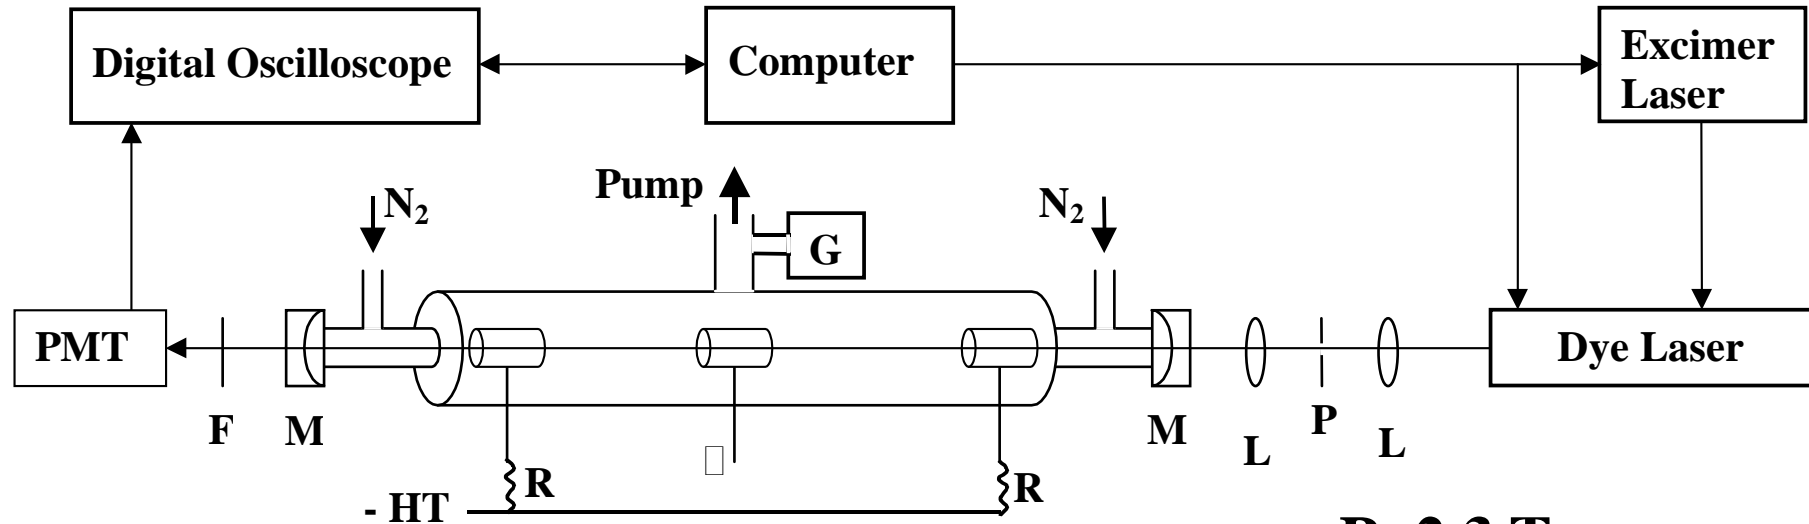 Digital Oscilloscope
Computer
Excimer
Laser
Pump
N₂
N₂
G
PMT
Dye Laser
F
M
M
L
P
L
R
R
- HT